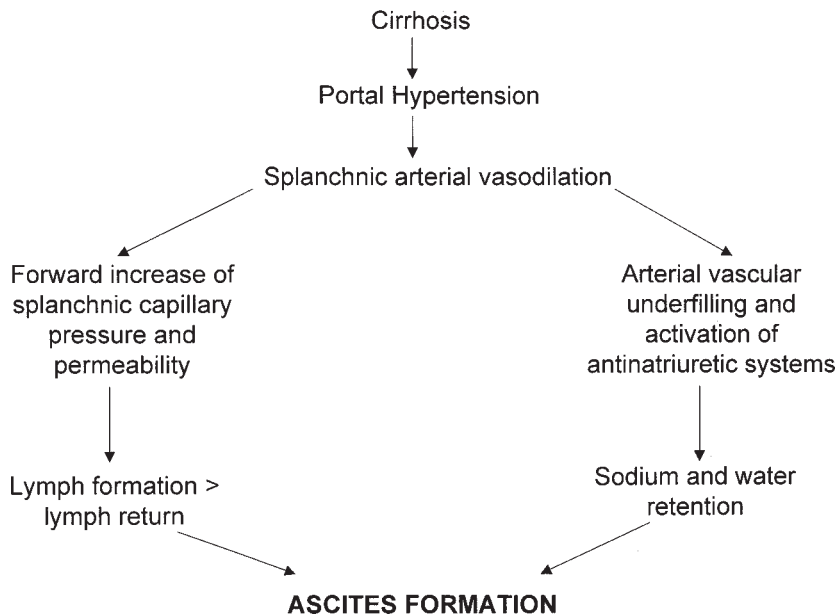 Cirrhosis
Portal Hypertension
Splanchnic arterial vasodilation
Forward increase of
splanchnic capillary
pressure and
permeability
Arterial vascular
underfilling and
activation of
antinatriuretic systems
Lymph formation >
lymph return
Sodium and water
retention
ASCITES FORMATION